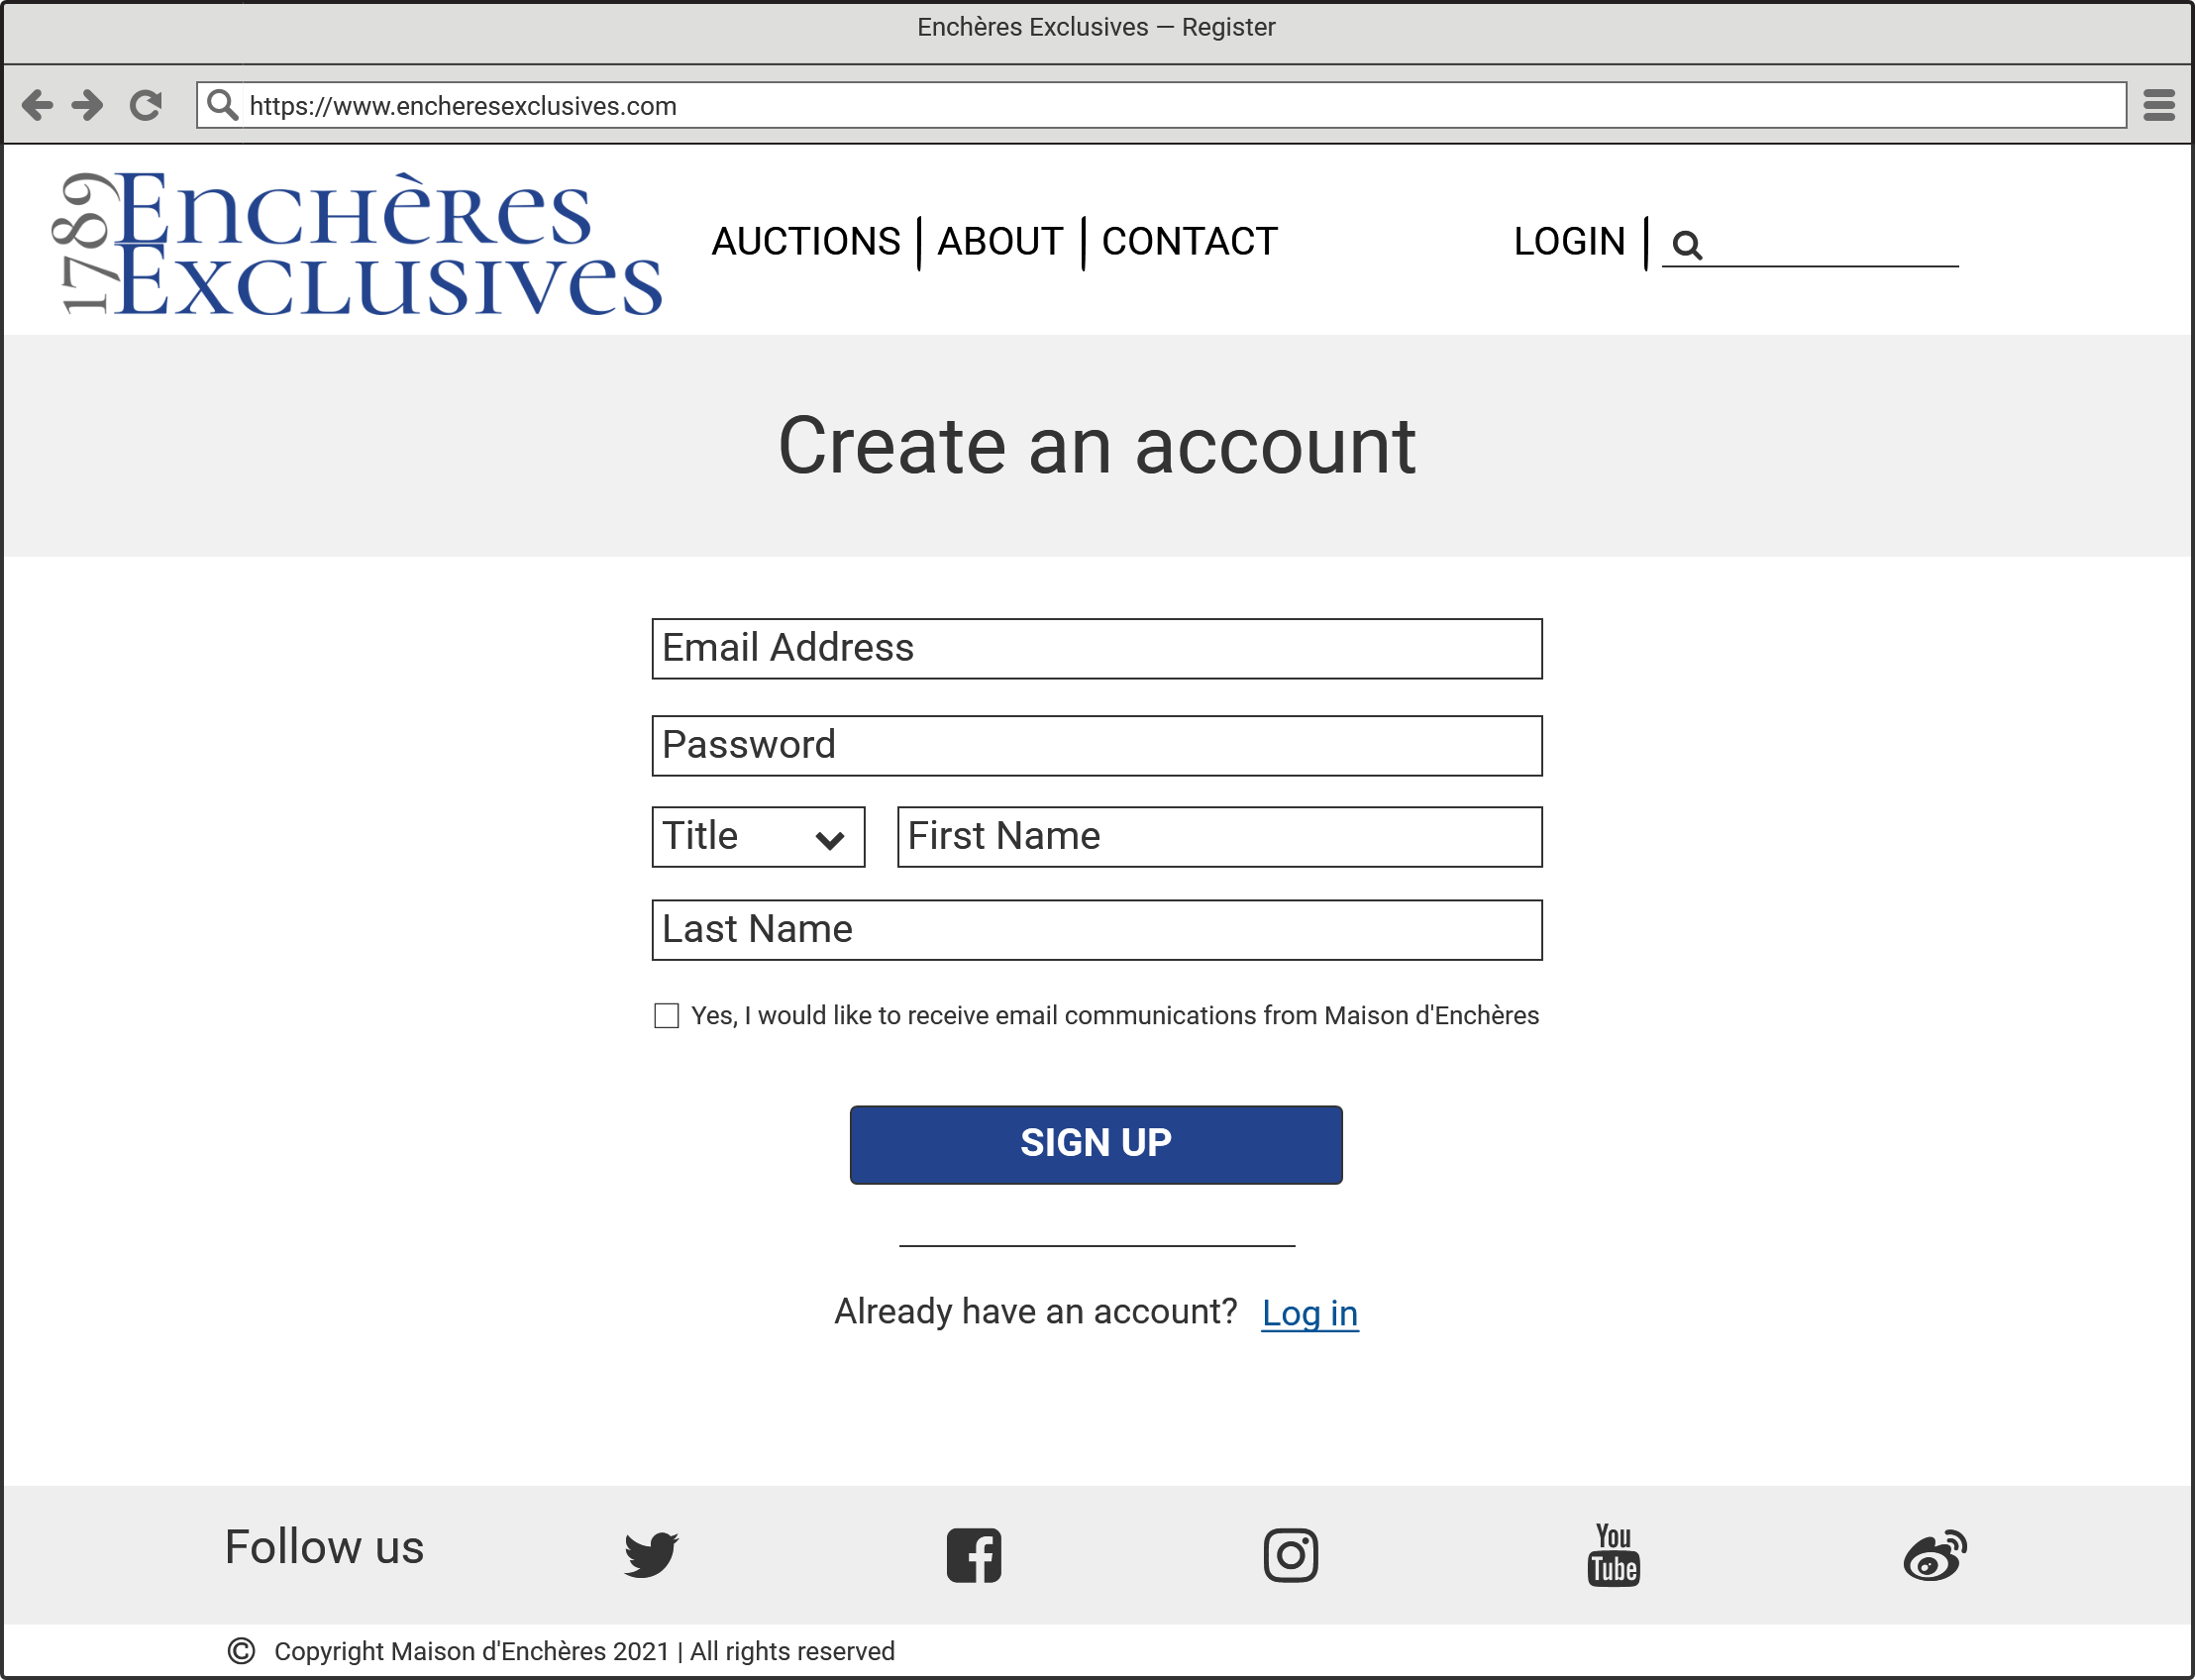 Enchères Exclusives — Register
https://www.encheresexclusives.com
1789
Enchères
Exclusives
AUCTIONS | ABOUT | CONTACT
LOGIN |
Create an account
Email Address
Password
Title
First Name
Last Name
Yes, I would like to receive email communications from Maison d'Enchères
SIGN UP
Already have an account? Log in
Follow us
You
Tube
© Copyright Maison d'Enchères 2021 | All rights reserved